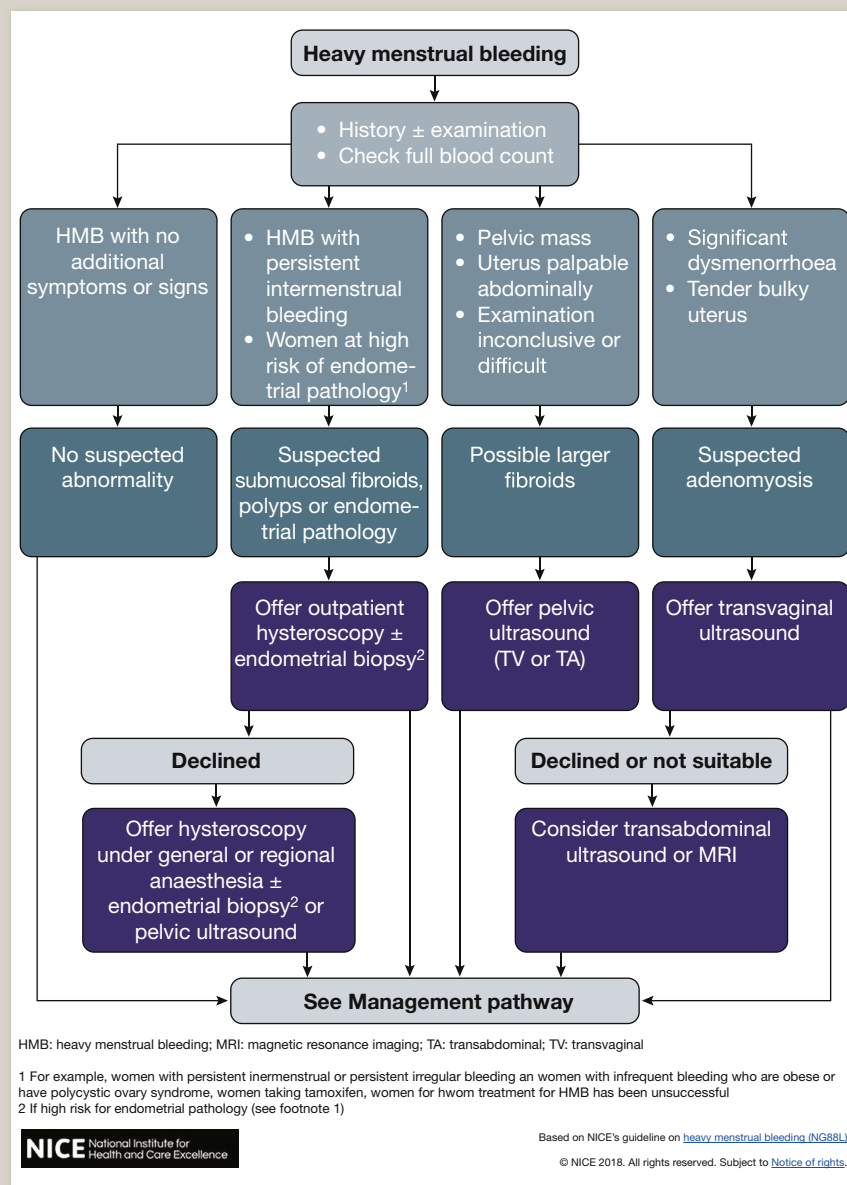 Heavy menstrual bleeding
• History ± examination
• Check full blood count
HMB with no
additional
symptoms or signs
• HMB with
persistent
intermenstrual
bleeding
• Women at high
risk of endome-
trial pathology¹
• Pelvic mass
• Uterus palpable
abdominally
• Examination
inconclusive or
difficult
• Significant
dysmenorrhoea
• Tender bulky
uterus
No suspected
abnormality
Suspected
submucosal fibroids,
polyps or endome-
trial pathology
Possible larger
fibroids
Suspected
adenomyosis
Offer outpatient
hysteroscopy ±
endometrial biopsy²
Offer pelvic
ultrasound
(TV or TA)
Offer transvaginal
ultrasound
Declined
Declined or not suitable
Offer hysteroscopy
under general or regional
anaesthesia ±
endometrial biopsy² or
pelvic ultrasound
Consider transabdominal
ultrasound or MRI
See Management pathway
HMB: heavy menstrual bleeding; MRI: magnetic resonance imaging; TA: transabdominal; TV: transvaginal
1 For example, women with persistent inermenstrual or persistent irregular bleeding an women with infrequent bleeding who are obese or
have polycystic ovary syndrome, women taking tamoxifen, women for hwom treatment for HMB has been unsuccessful
2 If high risk for endometrial pathology (see footnote 1)
NICE National Institute for
Health and Care Excellence
Based on NICE's guideline on heavy menstrual bleeding (NG88L)
© NICE 2018. All rights reserved. Subject to Notice of rights.